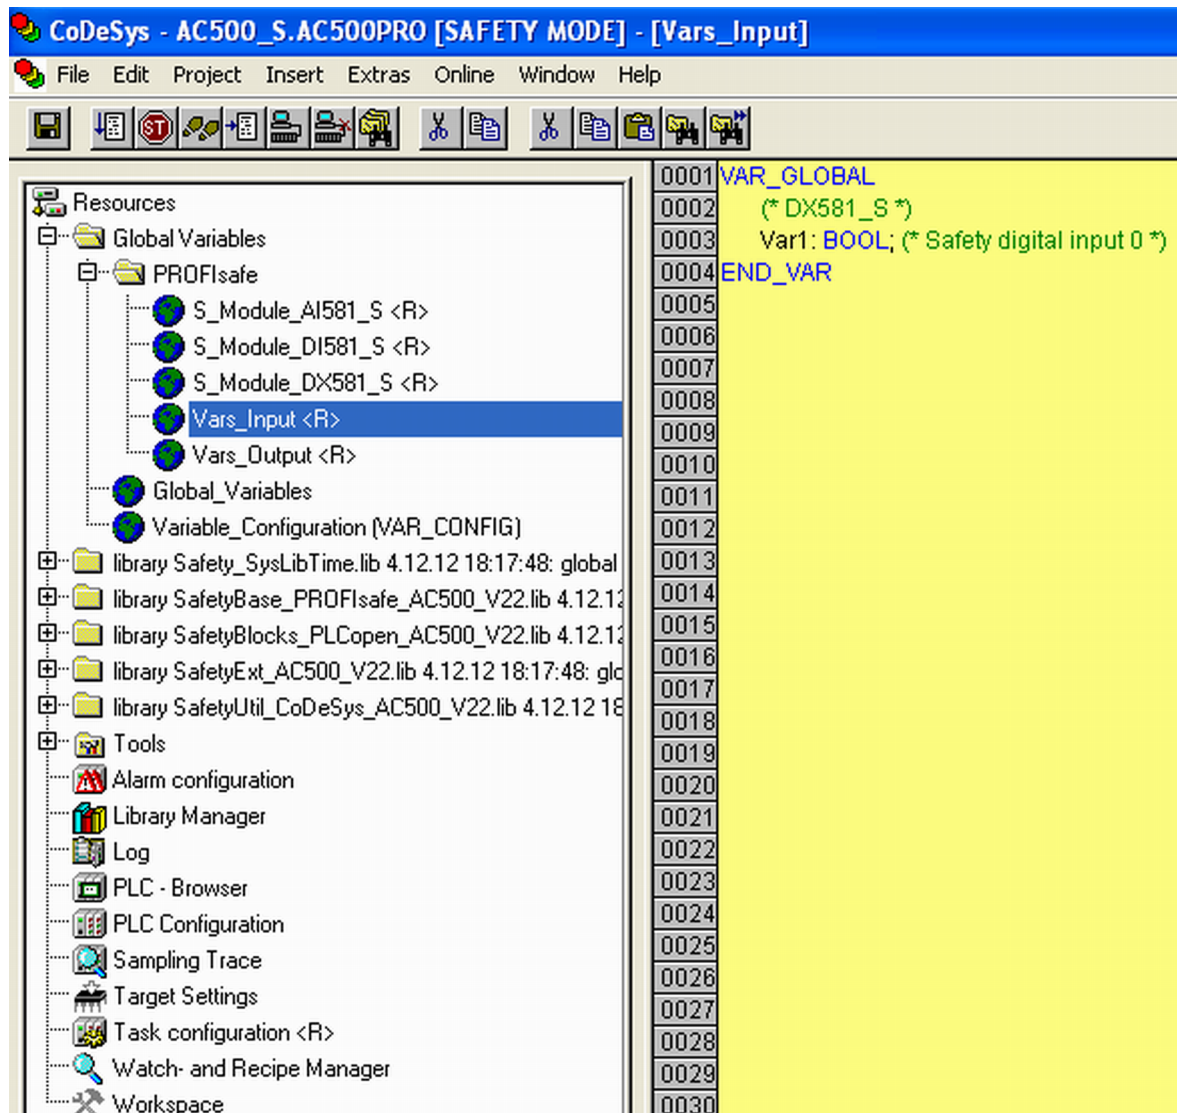 CoDeSys - AC500_S.AC500PRO [SAFETY MODE] - [Vars_Input]
File Edit Project Insert Extras Online Window Help
ST
Resources
Global Variables
PROFIsafe
S_Module_AI581_S <R>
S_Module_DI581_S <R>
S_Module_DX581_S <R>
Vars_Input <R>
Vars_Output <R>
Global_Variables
Variable_Configuration (VAR_CONFIG)
library Safety_SysLibTime.lib 4.12.12 18:17:48: global
library SafetyBase_PROFIsafe_AC500_V22.lib 4.12.12
library SafetyBlocks_PLCopen_AC500_V22.lib 4.12.12
library SafetyExt_AC500_V22.lib 4.12.12 18:17:48: glo
library SafetyUtil_CoDeSys_AC500_V22.lib 4.12.12 18
Tools
Alarm configuration
Library Manager
Log
PLC - Browser
PLC Configuration
Sampling Trace
Target Settings
Task configuration <R>
Watch- and Recipe Manager
Workspace
0001 VAR_GLOBAL
0002 (* DX581_S *)
0003 Var1: BOOL; (* Safety digital input 0 *)
0004 END_VAR
0005
0006
0007
0008
0009
0010
0011
0012
0013
0014
0015
0016
0017
0018
0019
0020
0021
0022
0023
0024
0025
0026
0027
0028
0029
0030